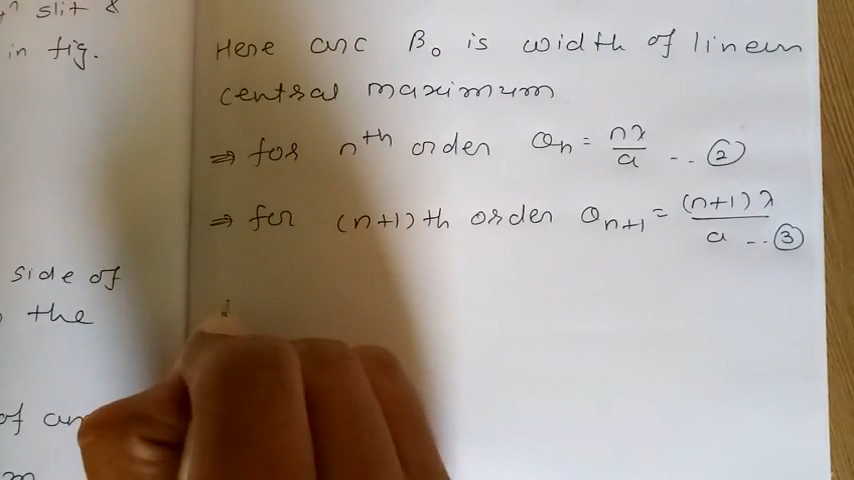 slit &
in fig.
side of
the
of an
Here arc β₀ is width of linear
central maximum
⇒ for nth order θn = nλ/a -- ②
⇒ for (n+1)th order θn+1 = (n+1)λ/a -- ③